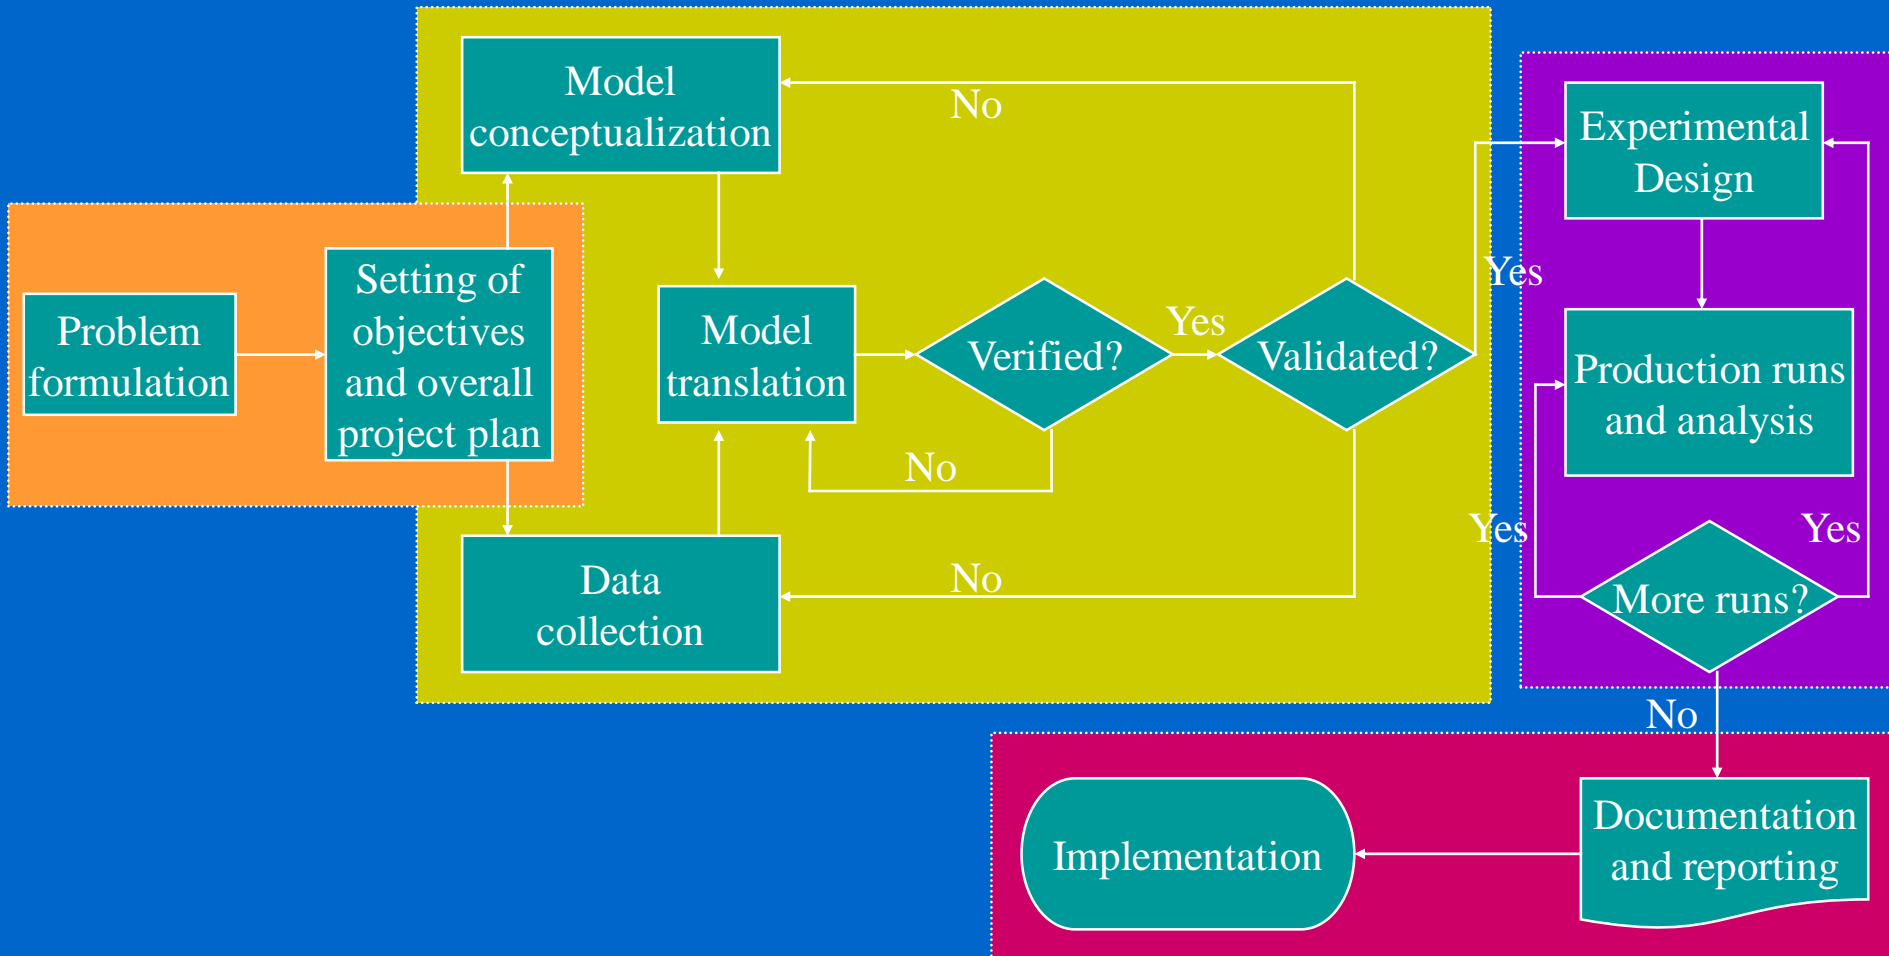 Problem
formulation
Setting of
objectives
and overall
project plan
Model
conceptualization
Data
collection
Model
translation
Verified?
No
Yes
Validated?
No
No
Yes
Experimental
Design
Production runs
and analysis
More runs?
Yes
Yes
No
Documentation
and reporting
Implementation